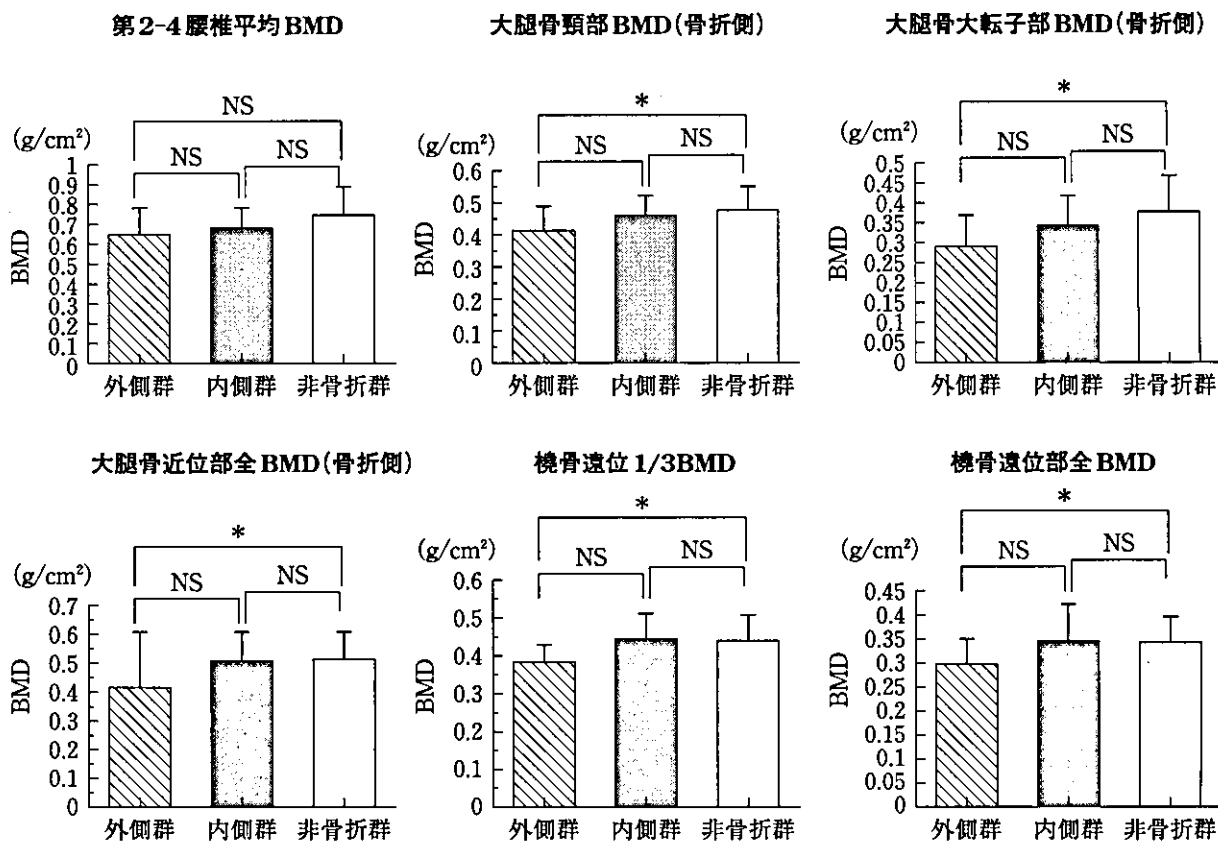 第2-4腰椎平均BMD
NS
NS
NS
(g/cm²)
1
0.9
0.8
0.7
0.6
0.5
0.4
0.3
0.2
0.1
0
BMD
外側群
内側群
非骨折群
大腿骨頸部BMD(骨折側)
*
NS
NS
(g/cm²)
0.6
0.5
0.4
0.3
0.2
0.1
0
BMD
外側群
内側群
非骨折群
大腿骨大転子部BMD(骨折側)
*
NS
NS
(g/cm²)
0.5
0.45
0.4
0.35
0.3
0.25
0.2
0.15
0.1
0.05
0
BMD
外側群
内側群
非骨折群
大腿骨近位部全BMD(骨折側)
*
NS
NS
(g/cm²)
0.7
0.6
0.5
0.4
0.3
0.2
0.1
0
BMD
外側群
内側群
非骨折群
橈骨遠位1/3BMD
*
NS
NS
(g/cm²)
0.6
0.5
0.4
0.3
0.2
0.1
0
BMD
外側群
内側群
非骨折群
橈骨遠位部全BMD
*
NS
NS
(g/cm²)
0.45
0.4
0.35
0.3
0.25
0.2
0.15
0.1
0.05
0
BMD
外側群
内側群
非骨折群